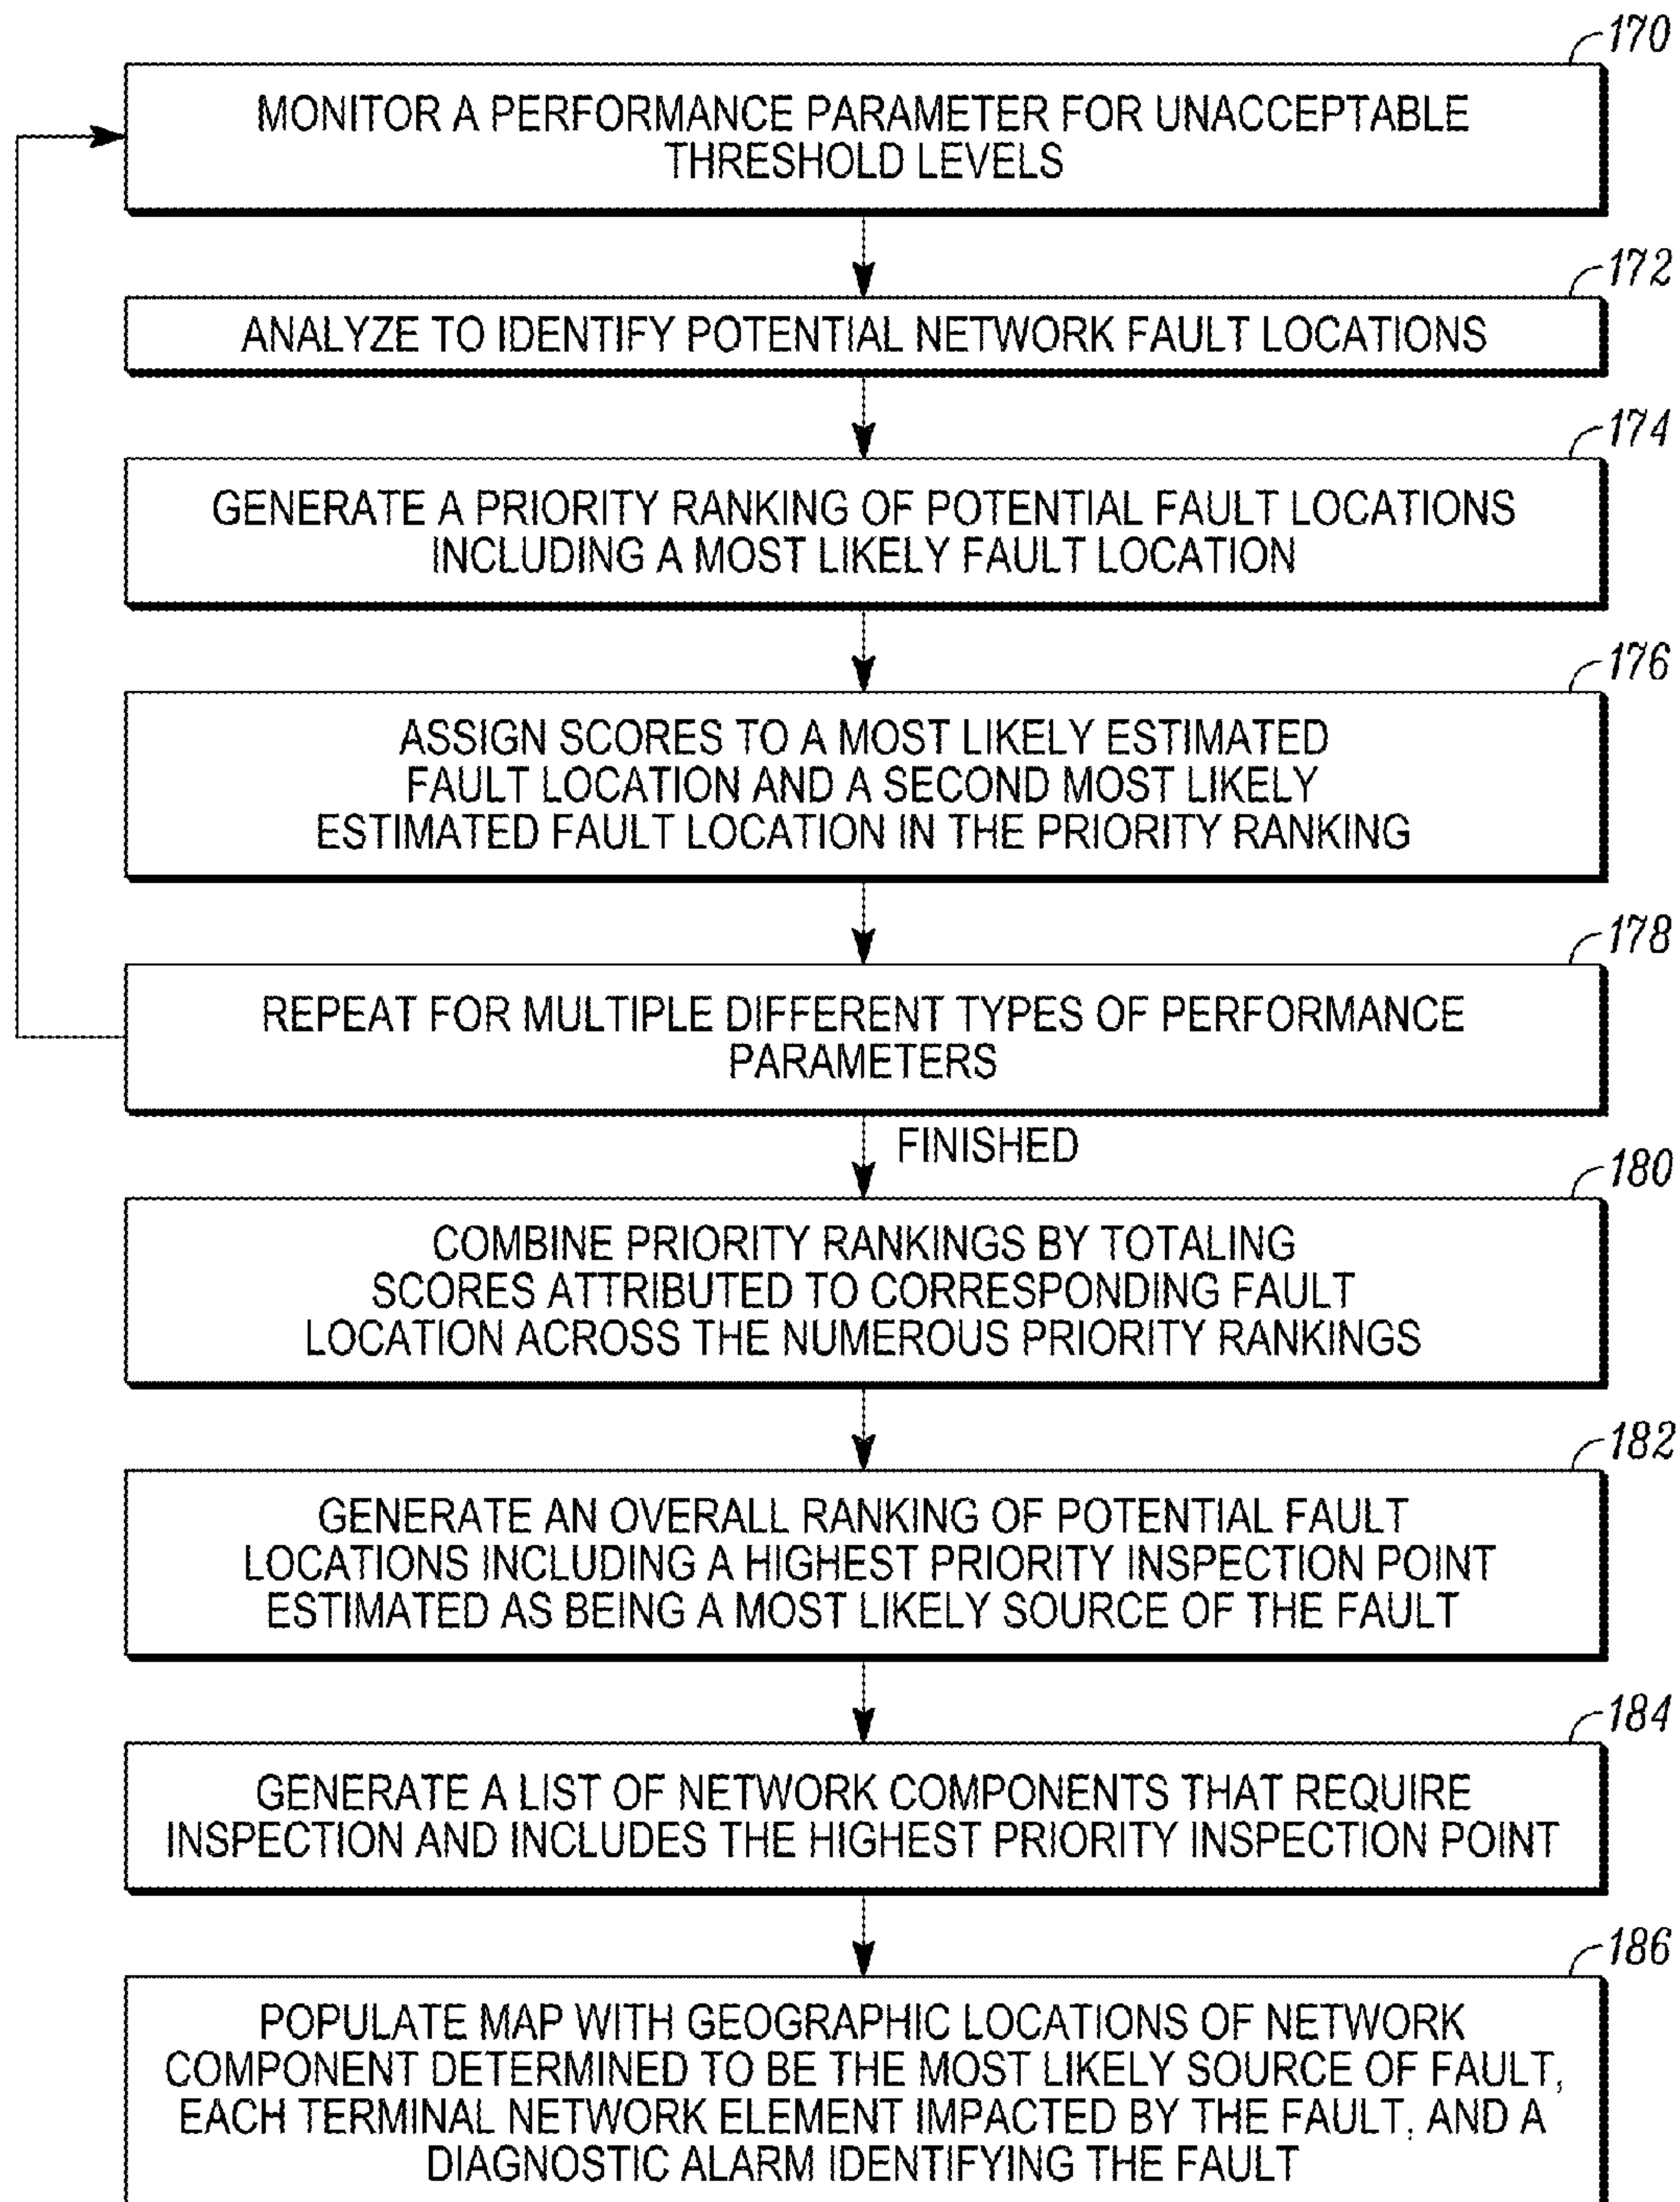 170
MONITOR A PERFORMANCE PARAMETER FOR UNACCEPTABLE
THRESHOLD LEVELS
172
ANALYZE TO IDENTIFY POTENTIAL NETWORK FAULT LOCATIONS
174
GENERATE A PRIORITY RANKING OF POTENTIAL FAULT LOCATIONS
INCLUDING A MOST LIKELY FAULT LOCATION
176
ASSIGN SCORES TO A MOST LIKELY ESTIMATED
FAULT LOCATION AND A SECOND MOST LIKELY
ESTIMATED FAULT LOCATION IN THE PRIORITY RANKING
178
REPEAT FOR MULTIPLE DIFFERENT TYPES OF PERFORMANCE
PARAMETERS
FINISHED
180
COMBINE PRIORITY RANKINGS BY TOTALING
SCORES ATTRIBUTED TO CORRESPONDING FAULT
LOCATION ACROSS THE NUMEROUS PRIORITY RANKINGS
182
GENERATE AN OVERALL RANKING OF POTENTIAL FAULT
LOCATIONS INCLUDING A HIGHEST PRIORITY INSPECTION POINT
ESTIMATED AS BEING A MOST LIKELY SOURCE OF THE FAULT
184
GENERATE A LIST OF NETWORK COMPONENTS THAT REQUIRE
INSPECTION AND INCLUDES THE HIGHEST PRIORITY INSPECTION POINT
186
POPULATE MAP WITH GEOGRAPHIC LOCATIONS OF NETWORK
COMPONENT DETERMINED TO BE THE MOST LIKELY SOURCE OF FAULT,
EACH TERMINAL NETWORK ELEMENT IMPACTED BY THE FAULT, AND A
DIAGNOSTIC ALARM IDENTIFYING THE FAULT